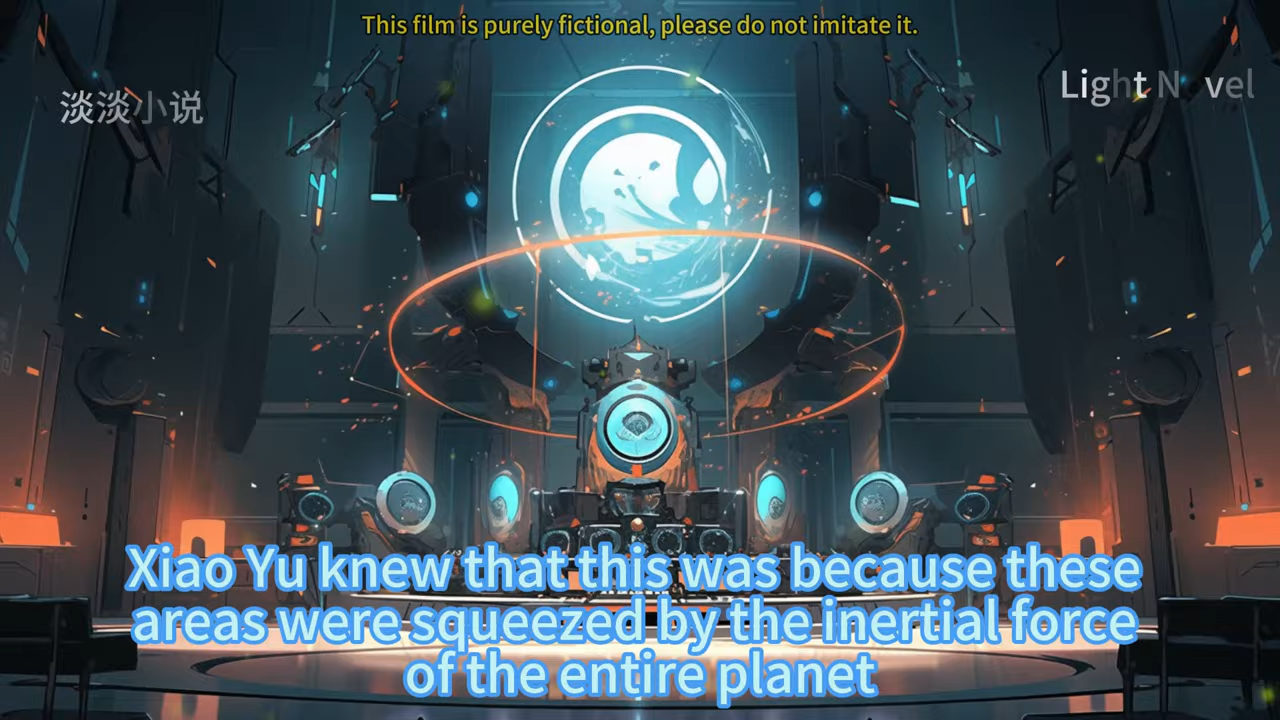 This film is purely fictional, please do not imitate it.
淡淡小说
Light Novel
Xiao Yu knew that this was because these
areas were squeezed by the inertial force
of the entire planet